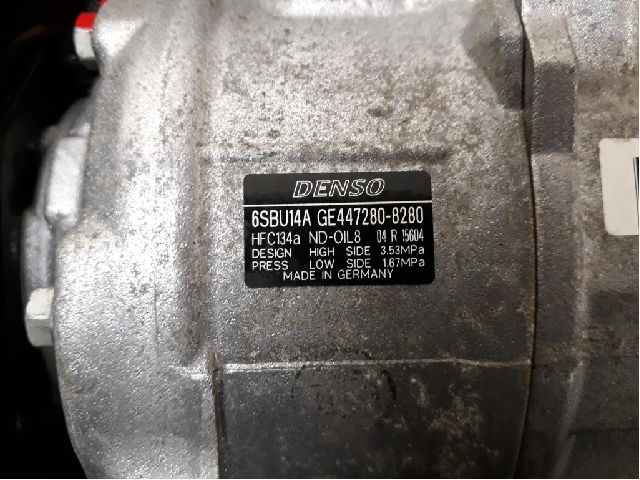 DENSO
6SBU14A GE447280-8280
HFC134a ND-OIL8 04 R 15604
DESIGN HIGH SIDE 3.53MPa
PRESS LOW SIDE 1.67MPa
MADE IN GERMANY